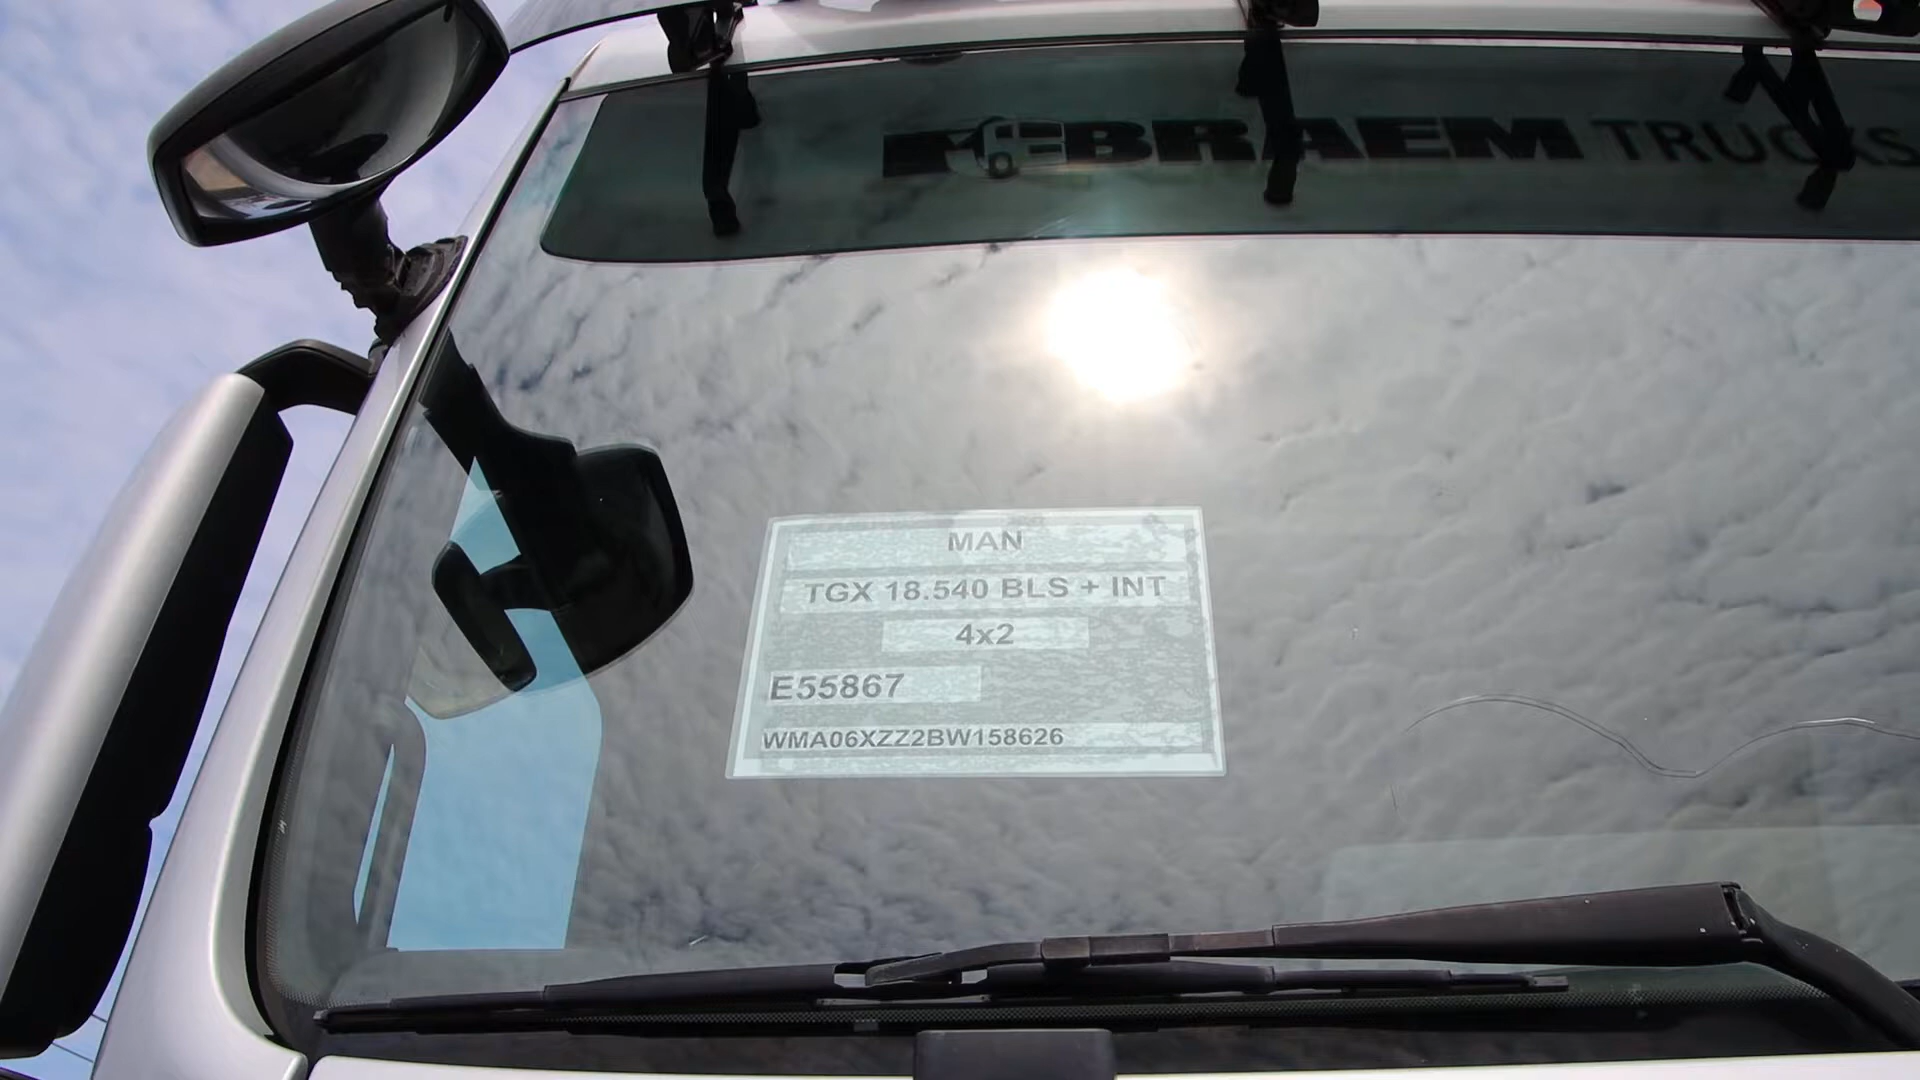 BRAEM TRUCKS
MAN
TGX 18.540 BLS + INT
4x2
E55867
WMA06XZZ2BW158626